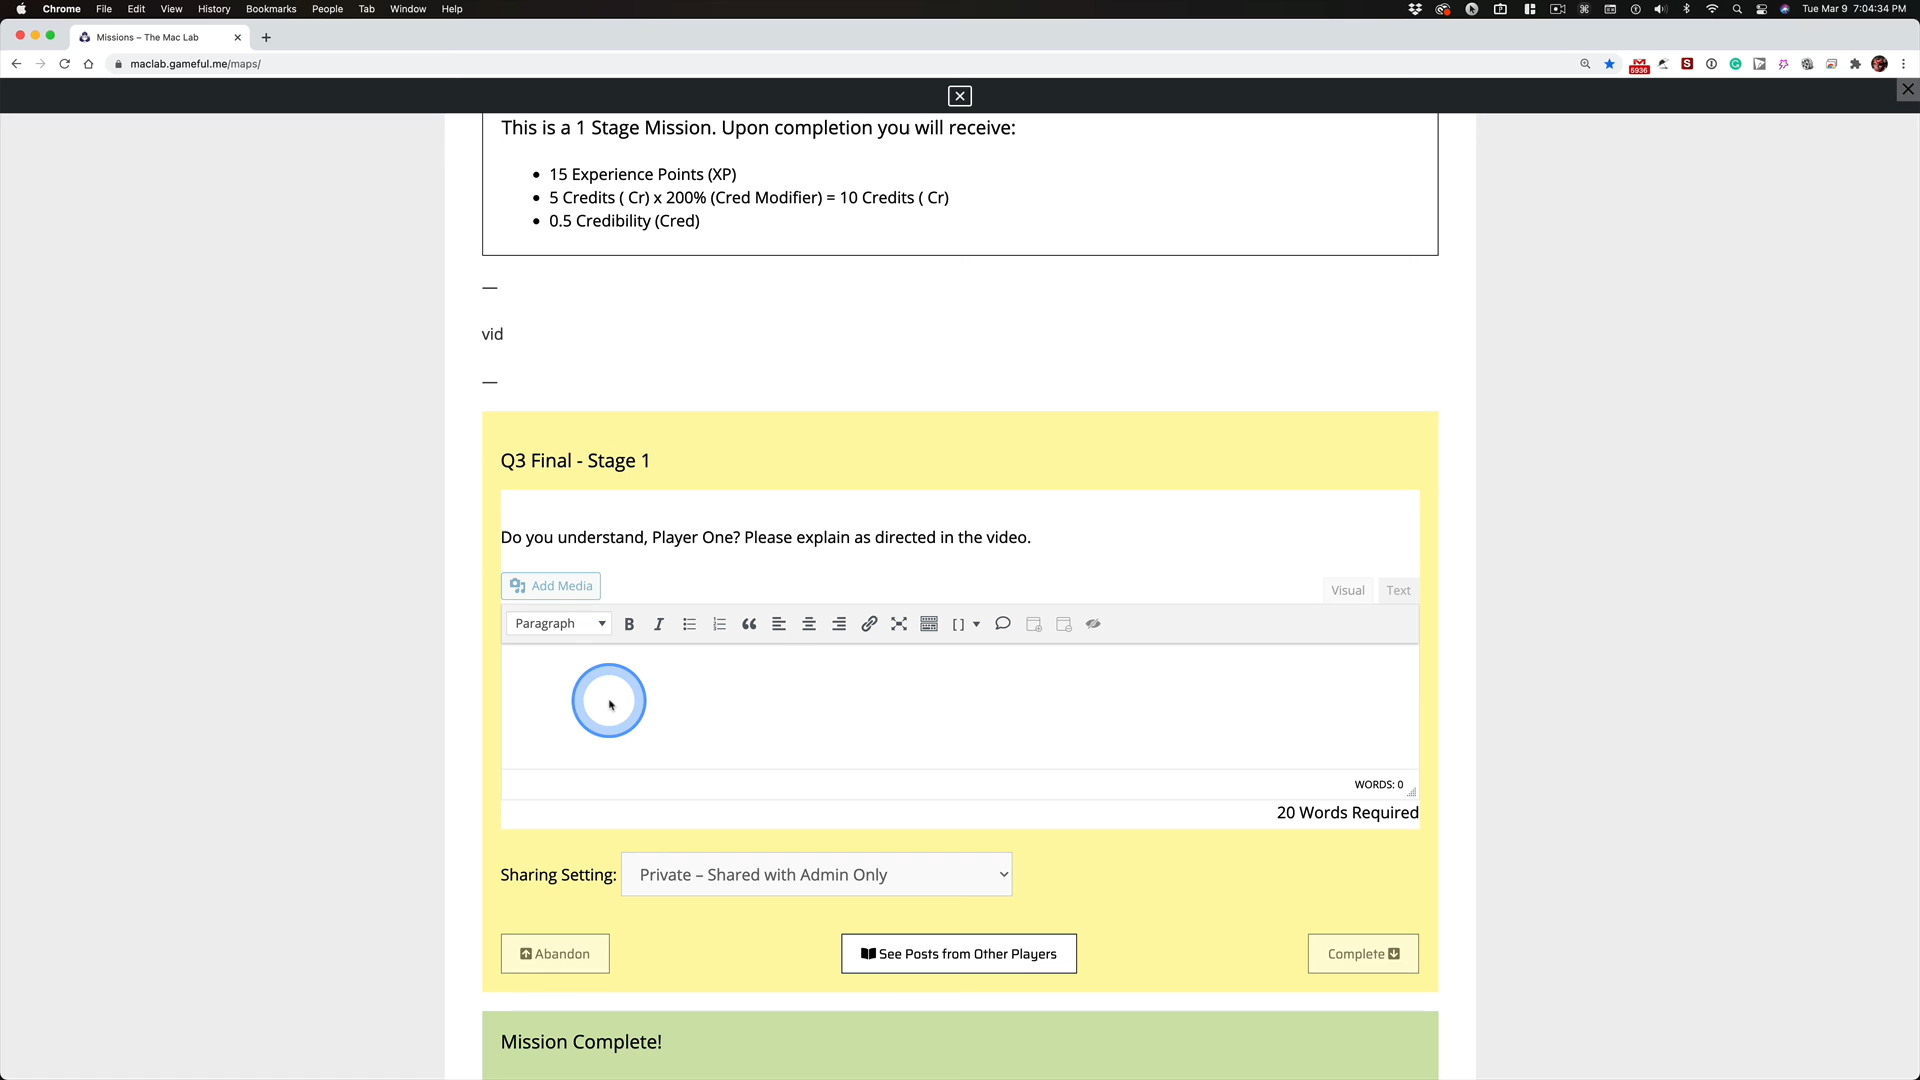 Chrome File Edit View History Bookmarks People Tab Window Help
Tue Mar 9 7:04:34 PM
Missions – The Mac Lab
maclab.gameful.me/maps/
5936
This is a 1 Stage Mission. Upon completion you will receive:
15 Experience Points (XP)
5 Credits ( Cr) x 200% (Cred Modifier) = 10 Credits ( Cr)
0.5 Credibility (Cred)
—
vid
—
Q3 Final - Stage 1
Do you understand, Player One? Please explain as directed in the video.
Add Media
Visual Text
Paragraph B I
WORDS: 0
20 Words Required
Sharing Setting: Private – Shared with Admin Only
Abandon See Posts from Other Players Complete
Mission Complete!